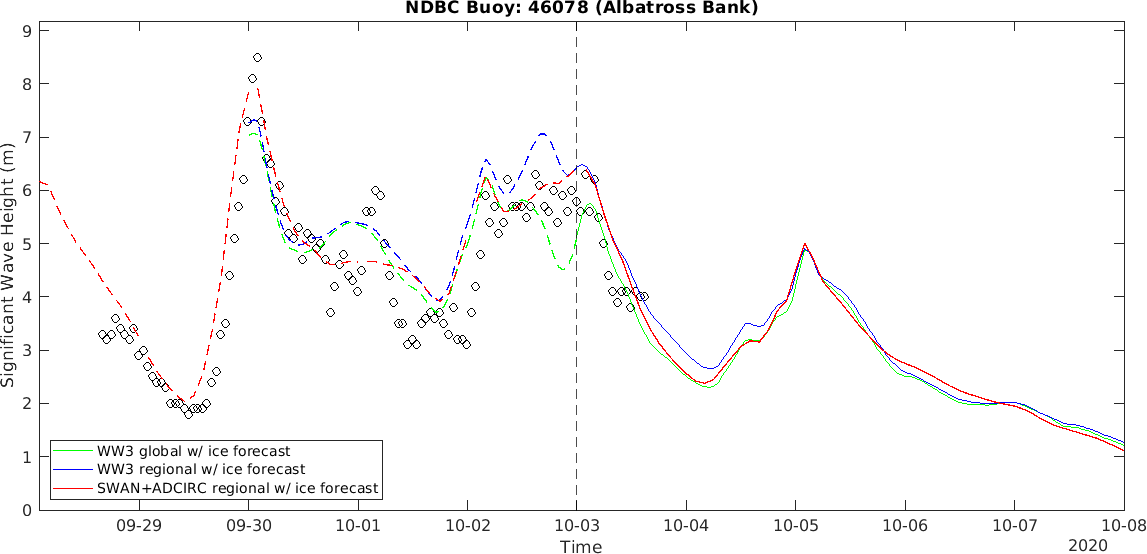 NDBC Buoy: 46078 (Albatross Bank)
Significant Wave Height (m)
9
8
7
6
5
4
3
2
1
0
WW3 global w/ ice forecast
WW3 regional w/ ice forecast
SWAN+ADCIRC regional w/ ice forecast
09-29 09-30 10-01 10-02 10-03 10-04 10-05 10-06 10-07 10-08
Time
2020